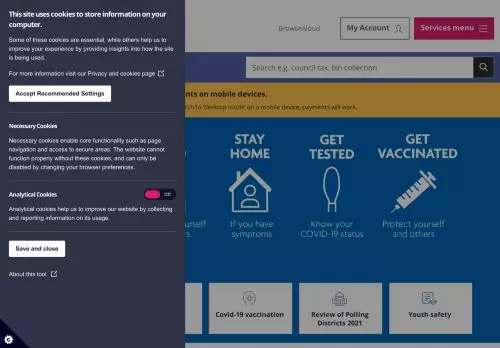 This site uses cookies to store information on your
computer.
Some of these cookies are essential, while others help us to
improve your experience by providing insights into how the site
is being used.
For more information visit our Privacy and cookies page
Accept Recommended Settings
Necessary Cookies
Necessary cookies enable core functionality such as page
navigation and access to secure areas. The website cannot
function properly without these cookies, and can only be
disabled by changing your browser preferences.
Analytical Cookies
Off
Analytical cookies help us to improve our website by collecting
and reporting information on its usage.
Save and close
About this tool
BrowseAloud
My Account
Services menu
Search e.g. council tax, bin collection
on mobile devices.
to 'desktop mode' on a mobile device, payments will work.
STAY
HOME
If you have
symptoms
GET
TESTED
Know your
COVID-19 status
GET
VACCINATED
Protect yourself
and others
Covid-19 vaccination
Review of Polling
Districts 2021
Youth safety